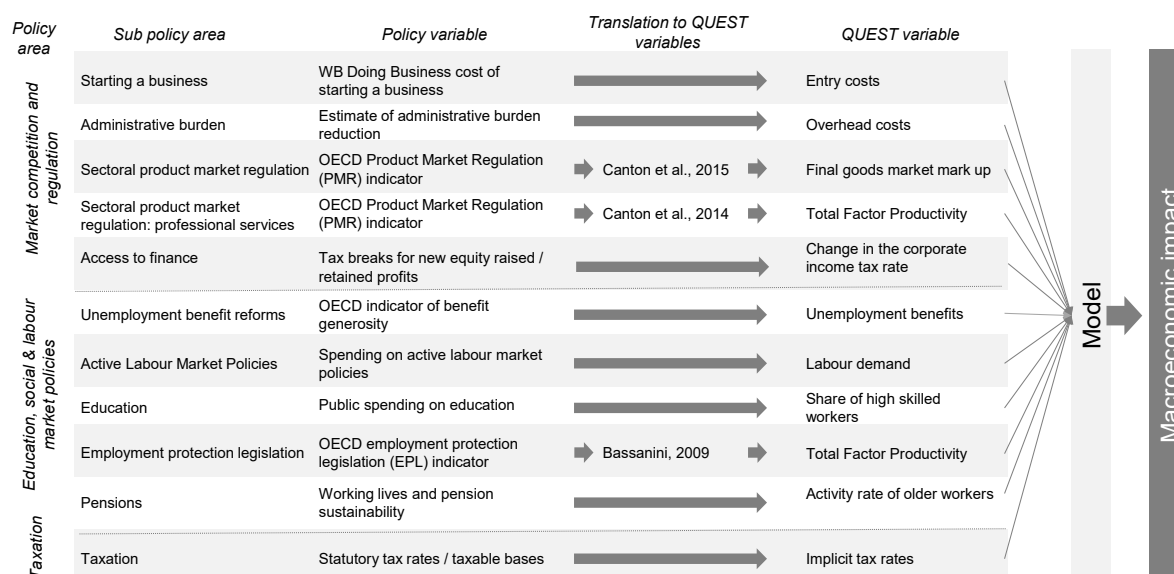 Policy
area
Sub policy area
Policy variable
Translation to QUEST
variables
QUEST variable
Market competition and
regulation
Starting a business
WB Doing Business cost of
starting a business
Entry costs
Administrative burden
Estimate of administrative burden
reduction
Overhead costs
Sectoral product market regulation
OECD Product Market Regulation
(PMR) indicator
Canton et al., 2015
Final goods market mark up
Sectoral product market
regulation: professional services
OECD Product Market Regulation
(PMR) indicator
Canton et al., 2014
Total Factor Productivity
Access to finance
Tax breaks for new equity raised /
retained profits
Change in the corporate
income tax rate
Education, social & labour
market policies
Unemployment benefit reforms
OECD indicator of benefit
generosity
Unemployment benefits
Active Labour Market Policies
Spending on active labour market
policies
Labour demand
Education
Public spending on education
Share of high skilled
workers
Employment protection legislation
OECD employment protection
legislation (EPL) indicator
Bassanini, 2009
Total Factor Productivity
Pensions
Working lives and pension
sustainability
Activity rate of older workers
Taxation
Taxation
Statutory tax rates / taxable bases
Implicit tax rates
Model
Macroeconomic impact